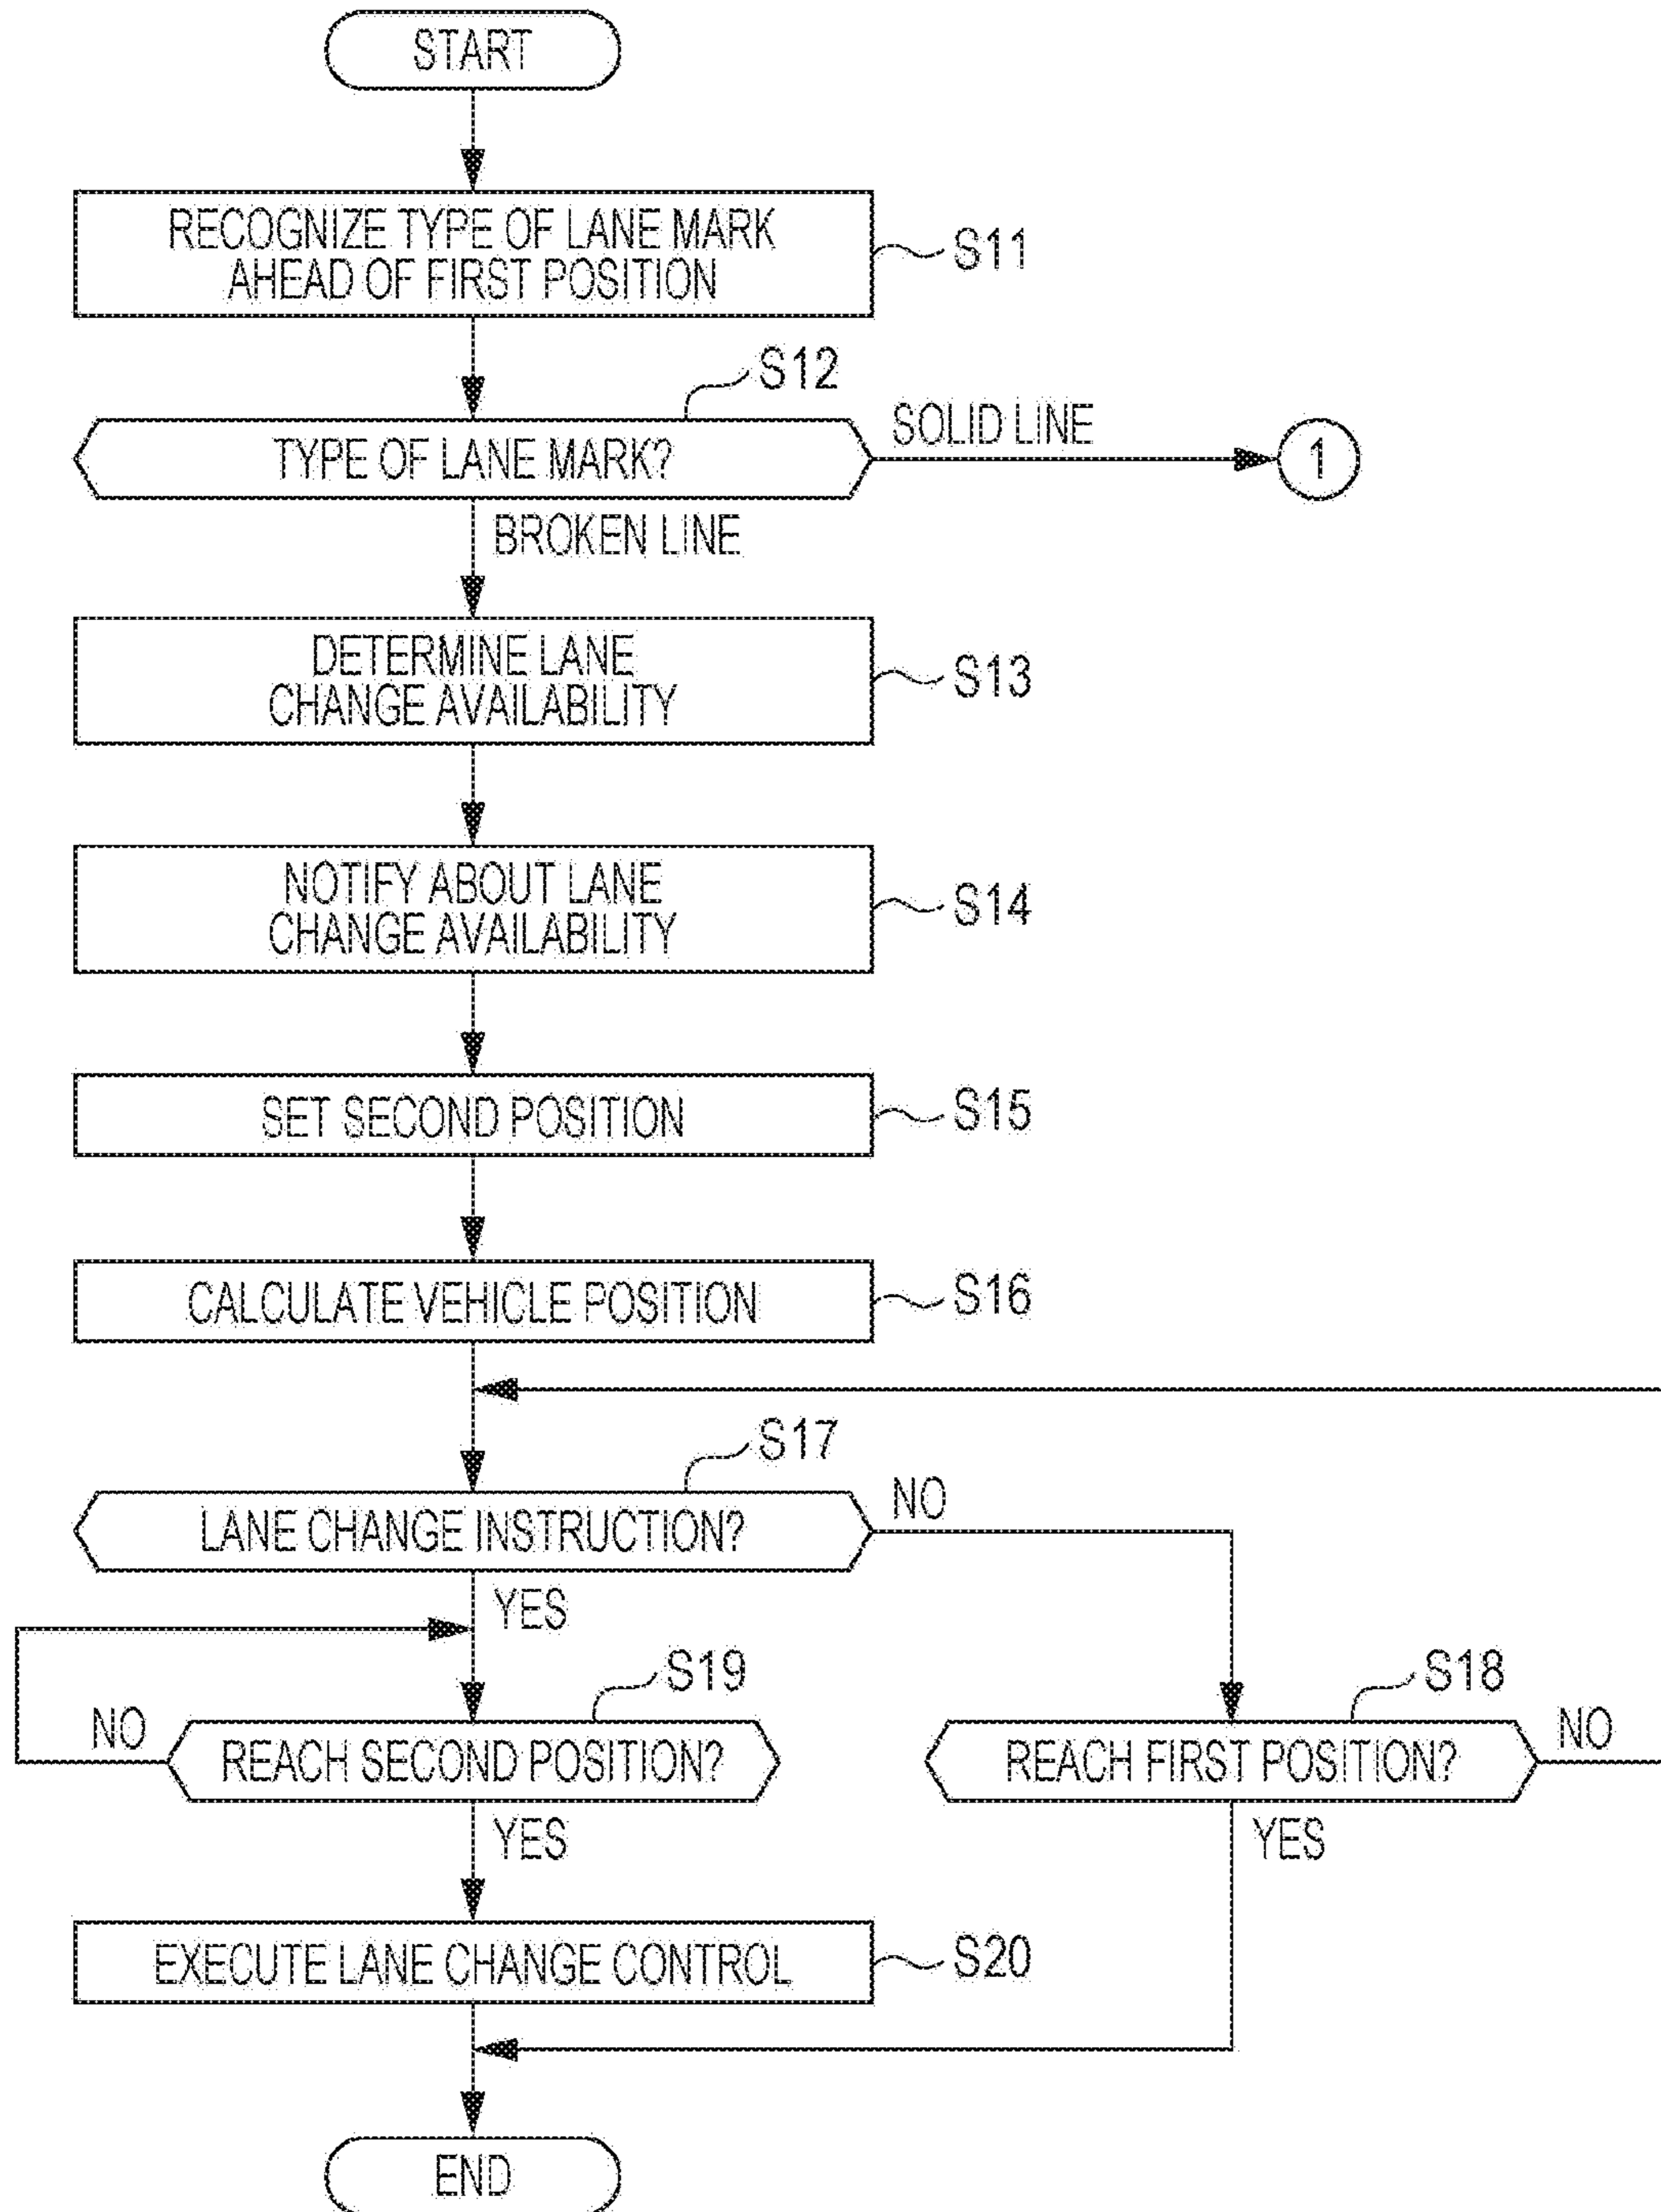 START
RECOGNIZE TYPE OF LANE MARK
AHEAD OF FIRST POSITION
S11
S12
TYPE OF LANE MARK?
SOLID LINE
1
BROKEN LINE
DETERMINE LANE
CHANGE AVAILABILITY
S13
NOTIFY ABOUT LANE
CHANGE AVAILABILITY
S14
SET SECOND POSITION
S15
CALCULATE VEHICLE POSITION
S16
S17
LANE CHANGE INSTRUCTION?
NO
YES
S19
S18
NO
REACH SECOND POSITION?
REACH FIRST POSITION?
NO
YES
YES
EXECUTE LANE CHANGE CONTROL
S20
END